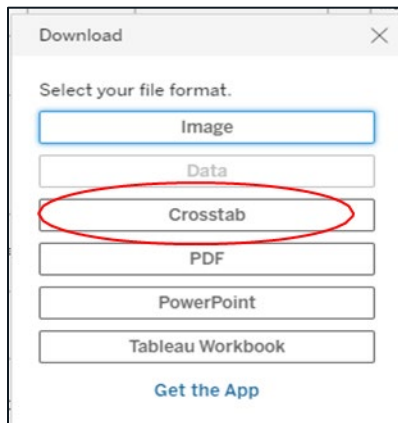 Download
Select your file format.
Image
Data
Crosstab
PDF
PowerPoint
Tableau Workbook
Get the App